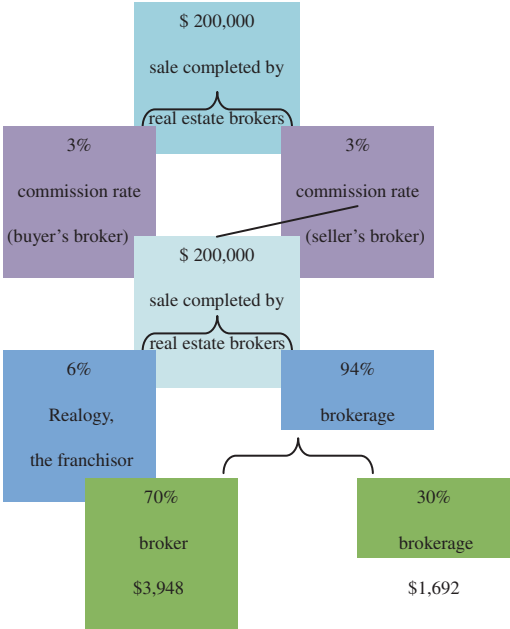 $ 200,000
sale completed by
real estate brokers
3%
commission rate
(buyer’s broker)
3%
commission rate
(seller’s broker)
$ 200,000
sale completed by
real estate brokers
6%
Realogy,
the franchisor
94%
brokerage
70%
broker
$3,948
30%
brokerage
$1,692